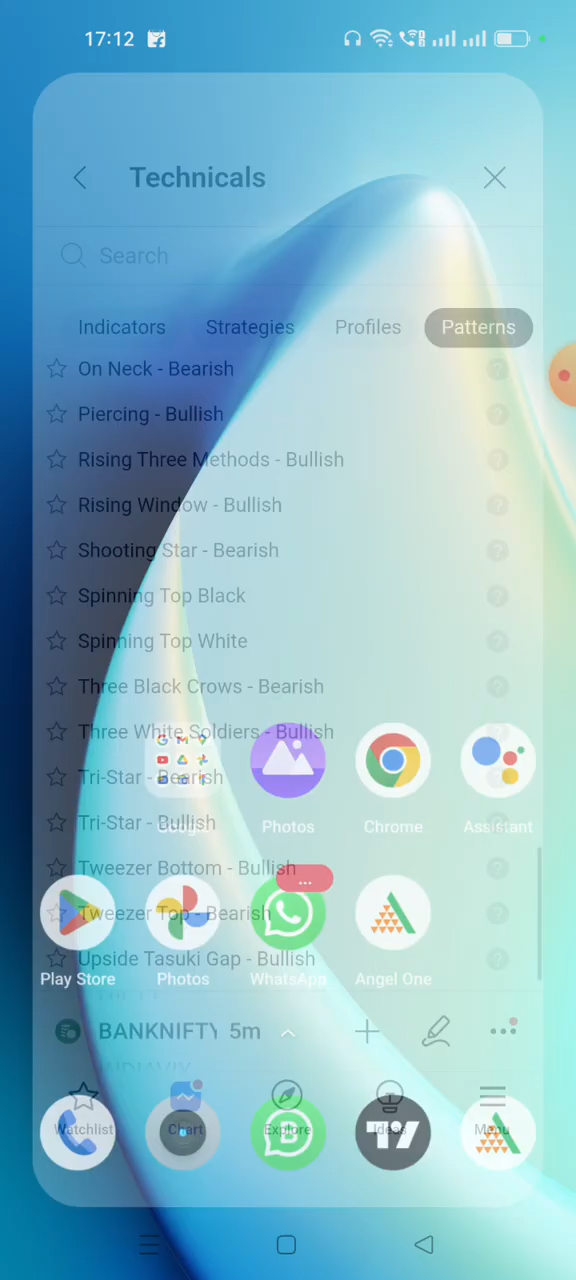 17:12
Technicals
Search
Indicators Strategies Profiles Patterns
On Neck - Bearish
Piercing - Bullish
Rising Three Methods - Bullish
Rising Window - Bullish
Shooting Star - Bearish
Spinning Top Black
Spinning Top White
Three Black Crows - Bearish
Three White Soldiers - Bullish
Tri-Star - Bearish
Google Photos Chrome Assistant
Tri-Star - Bullish
Tweezer Bottom - Bullish
...
Tweezer Top - Bearish
Upside Tasuki Gap - Bullish
Play Store Photos WhatsApp Angel One
BANKNIFTY 5m
INDIAVIX
Watchlist Chart Explore Ideas Menu